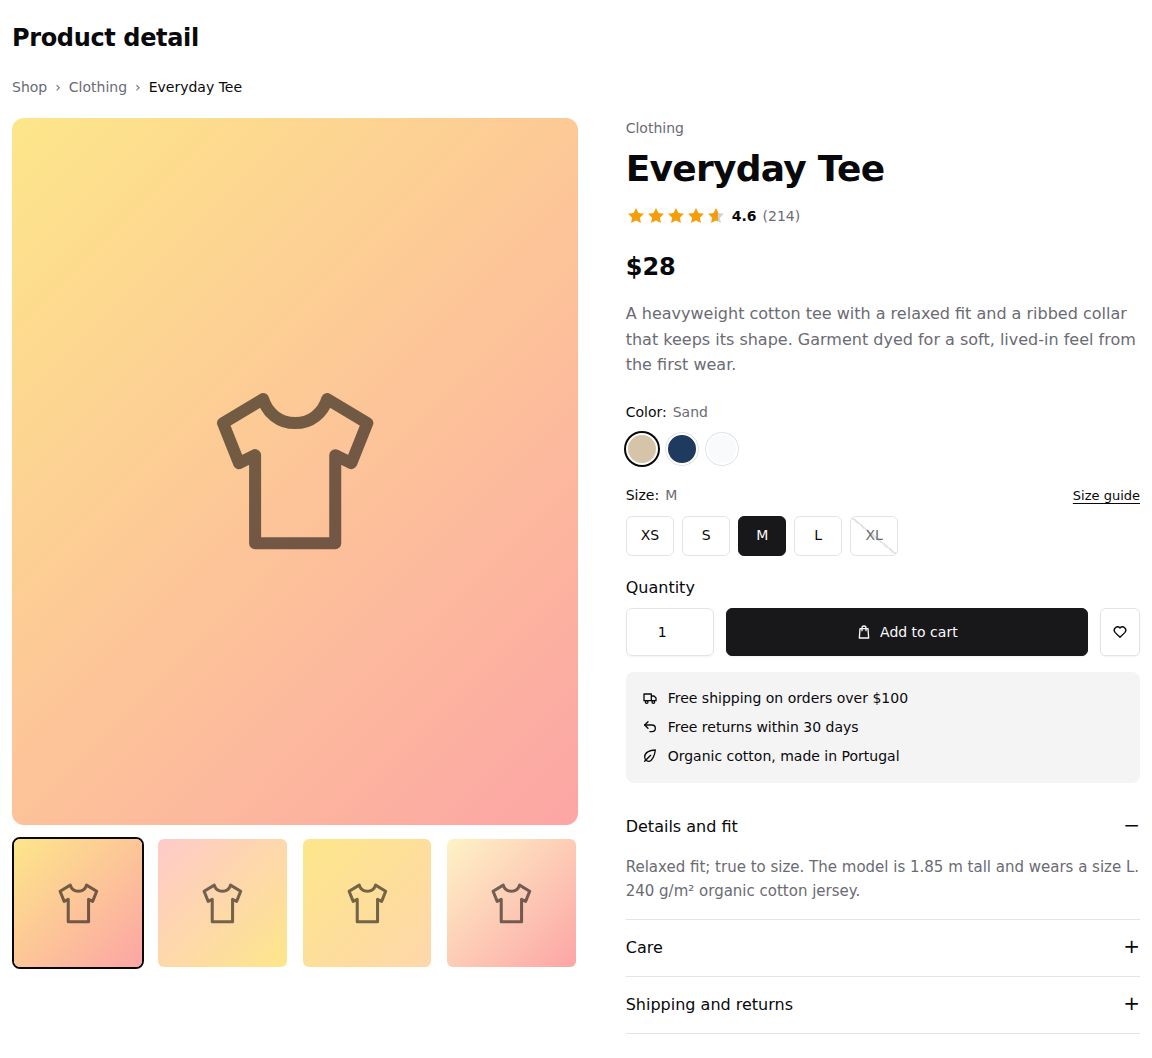 Product detail
Shop › Clothing › Everyday Tee
Clothing
Everyday Tee
4.6 (214)
$28
A heavyweight cotton tee with a relaxed fit and a ribbed collar
that keeps its shape. Garment dyed for a soft, lived-in feel from
the first wear.
Color: Sand
Size: M
Size guide
XS S M L XL
Quantity
1
Add to cart
Free shipping on orders over $100
Free returns within 30 days
Organic cotton, made in Portugal
Details and fit
Relaxed fit; true to size. The model is 1.85 m tall and wears a size L.
240 g/m² organic cotton jersey.
Care
Shipping and returns